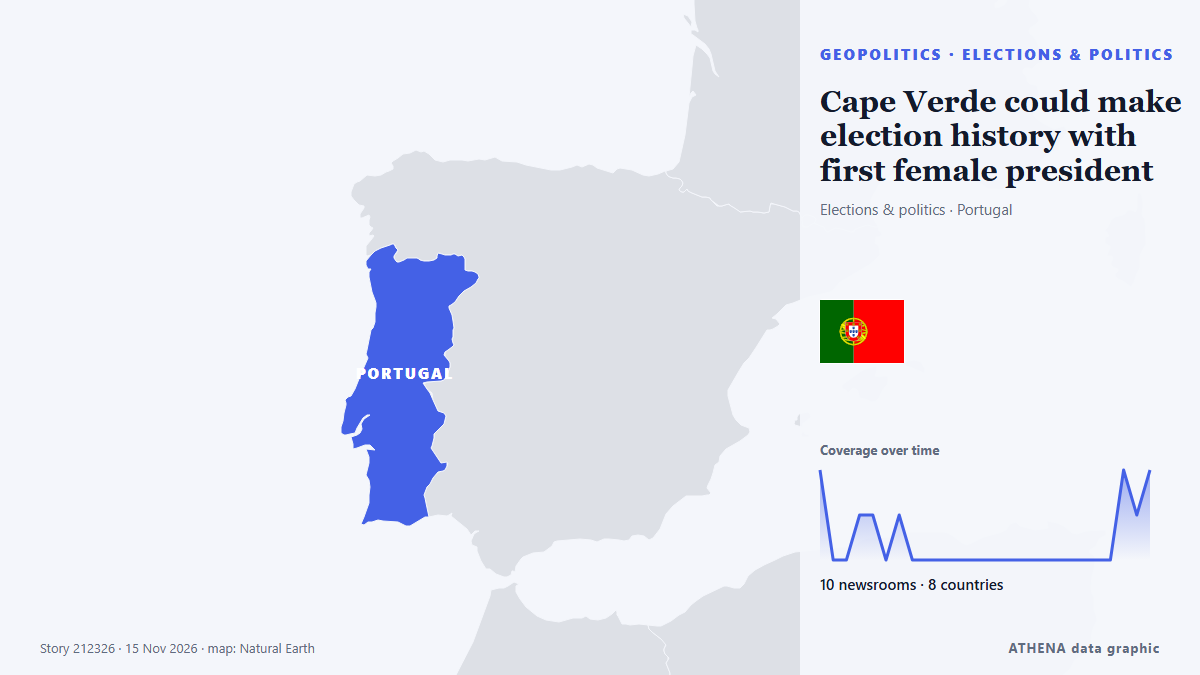 GEOPOLITICS · ELECTIONS & POLITICS
Cape Verde could make
election history with
first female president
Elections & politics · Portugal
PORTUGAL
Coverage over time
10 newsrooms · 8 countries
Story 212326 · 15 Nov 2026 · map: Natural Earth
ATHENA data graphic